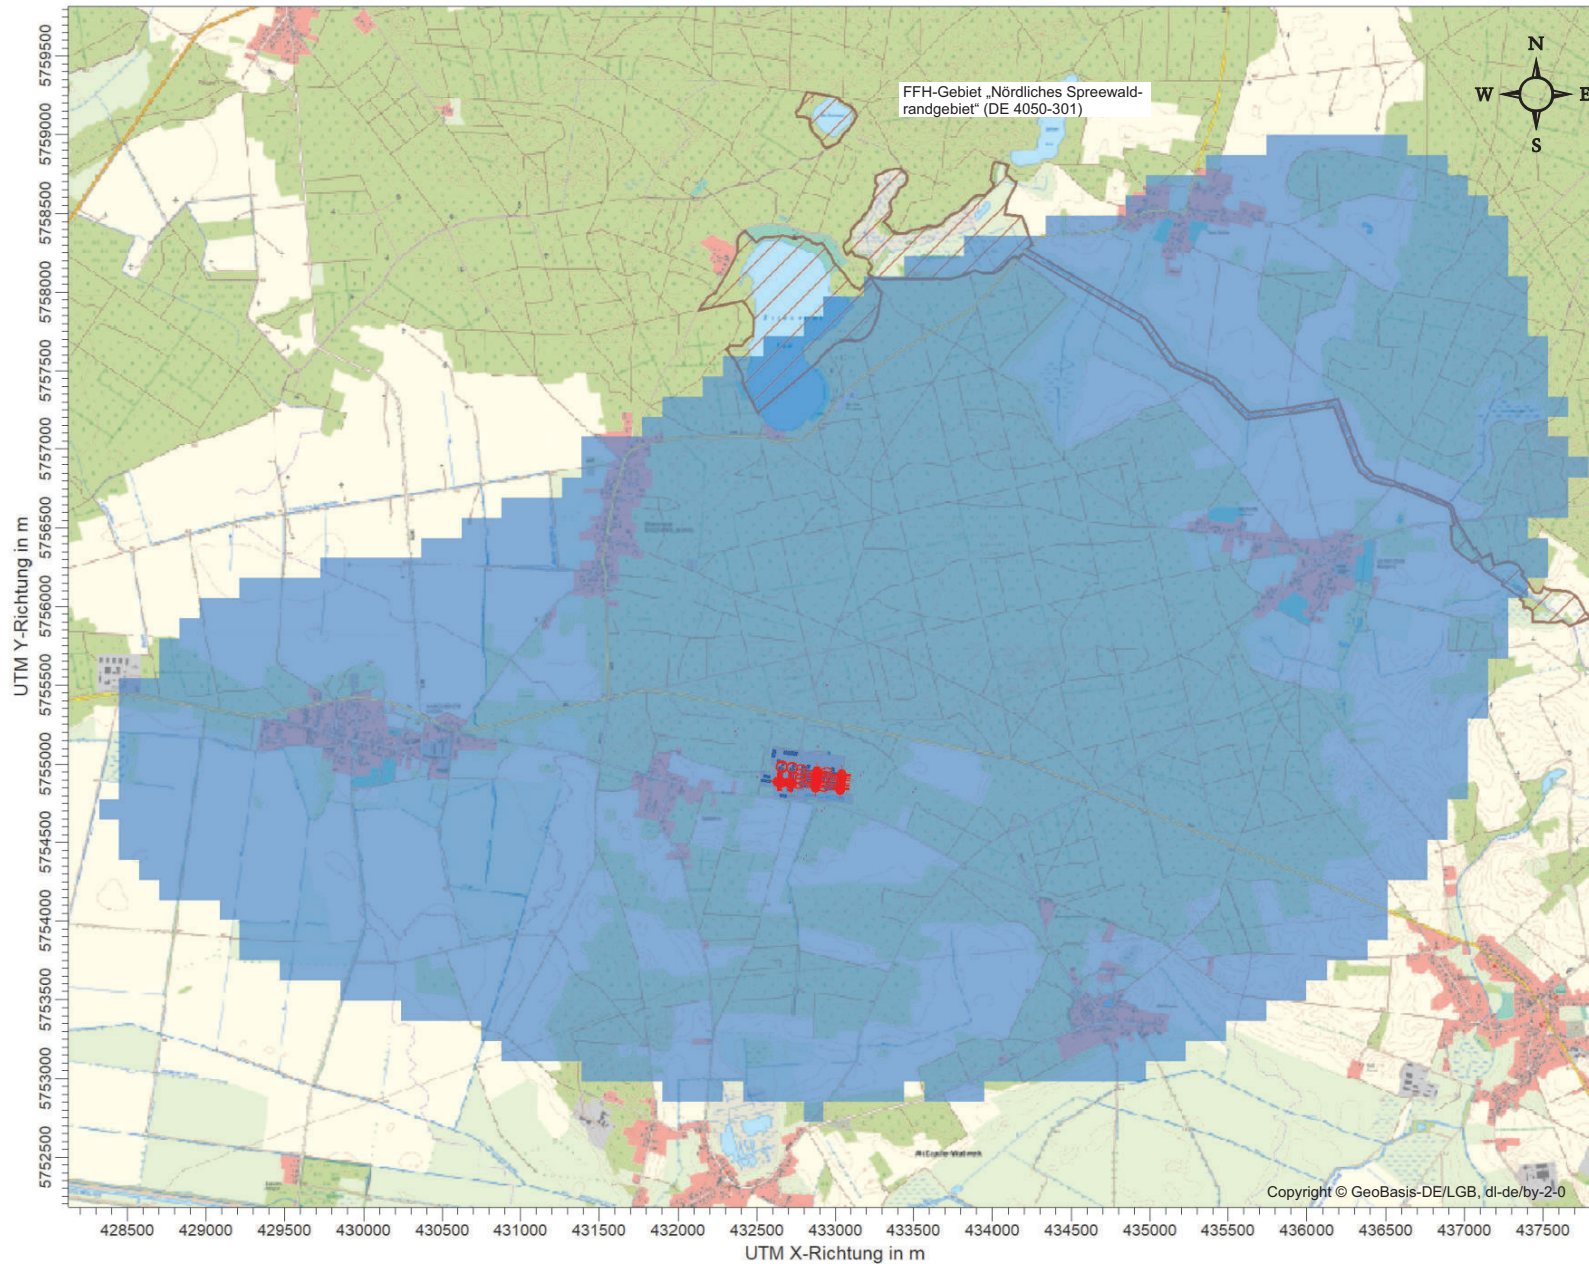 N
W E
S
FFH-Gebiet „Nördliches Spreewald-
randgebiet“ (DE 4050-301)
UTM Y-Richtung in m
5759500
5759000
5758500
5758000
5757500
5757000
5756500
5756000
5755500
5755000
5754500
5754000
5753500
5753000
5752500
Copyright © GeoBasis-DE/LGB, dl-de/by-2-0
428500 429000 429500 430000 430500 431000 431500 432000 432500 433000 433500 434000 434500 435000 435500 436000 436500 437000 437500
UTM X-Richtung in m